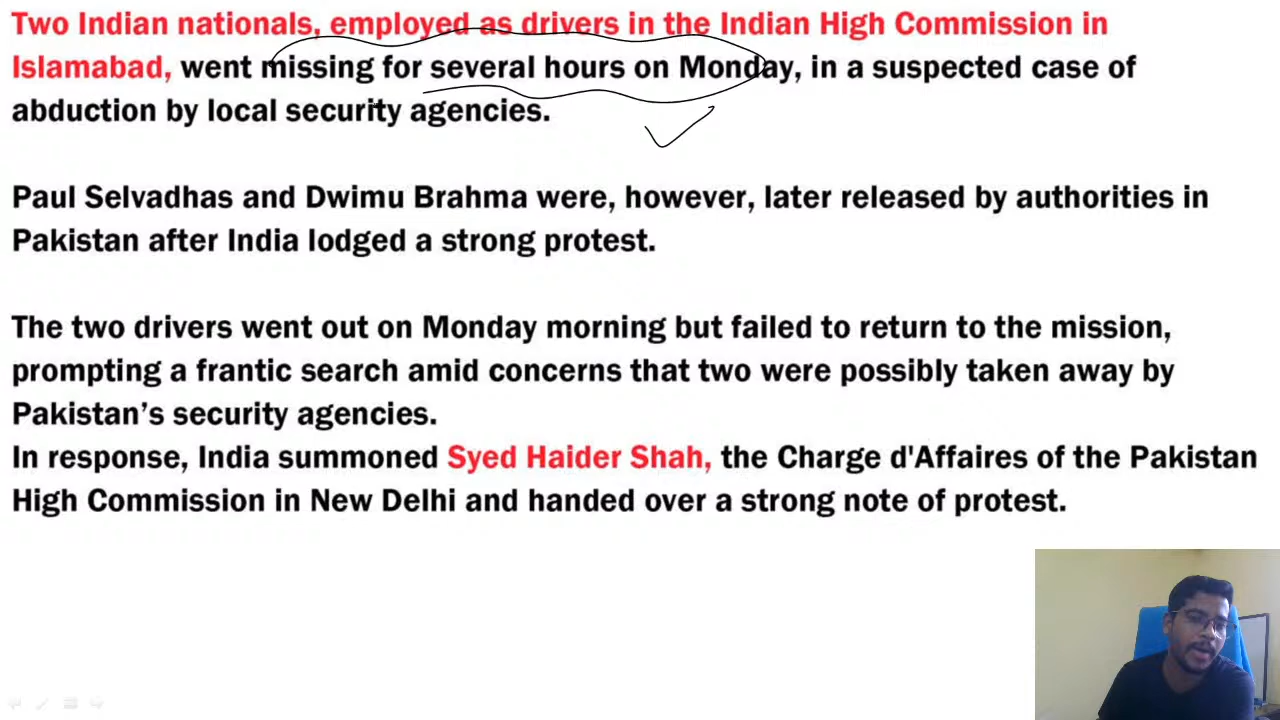 Two Indian nationals, employed as drivers in the Indian High Commission in
Islamabad, went missing for several hours on Monday, in a suspected case of
abduction by local security agencies.
Paul Selvadhas and Dwimu Brahma were, however, later released by authorities in
Pakistan after India lodged a strong protest.
The two drivers went out on Monday morning but failed to return to the mission,
prompting a frantic search amid concerns that two were possibly taken away by
Pakistan’s security agencies.
In response, India summoned Syed Haider Shah, the Charge d'Affaires of the Pakistan
High Commission in New Delhi and handed over a strong note of protest.